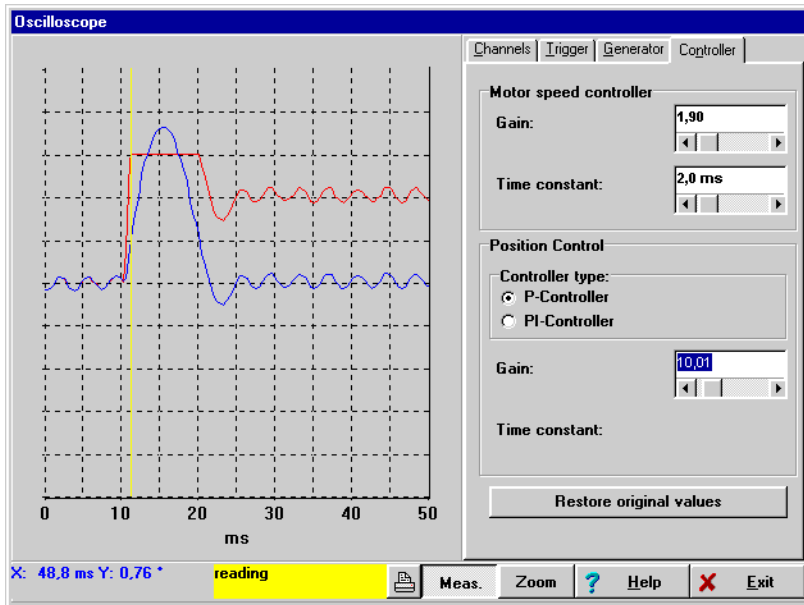 Oscilloscope
Channels Trigger Generator Controller
Motor speed controller
Gain: 1,90
Time constant: 2,0 ms
Position Control
Controller type:
P-Controller
PI-Controller
Gain: 10,01
Time constant:
Restore original values
0 10 20 30 40 50
ms
X: 48,8 ms Y: 0,76 °
reading
Meas. Zoom ? Help X Exit